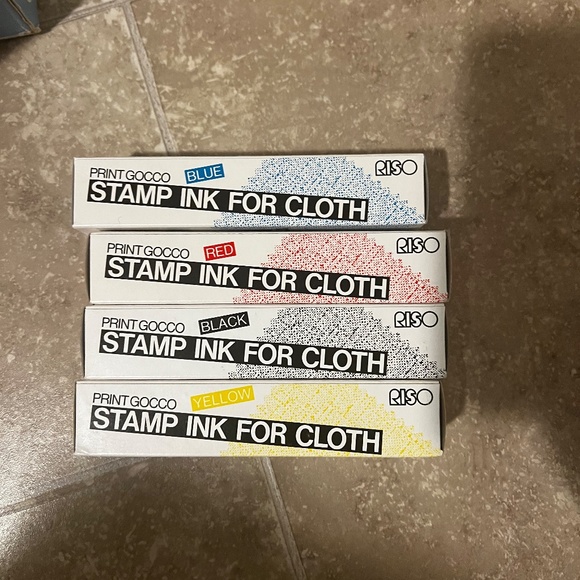 PRINT GOCCO BLUE RISO
STAMP INK FOR CLOTH
PRINT GOCCO RED RISO
STAMP INK FOR CLOTH
PRINT GOCCO BLACK RISO
STAMP INK FOR CLOTH
PRINT GOCCO YELLOW RISO
STAMP INK FOR CLOTH